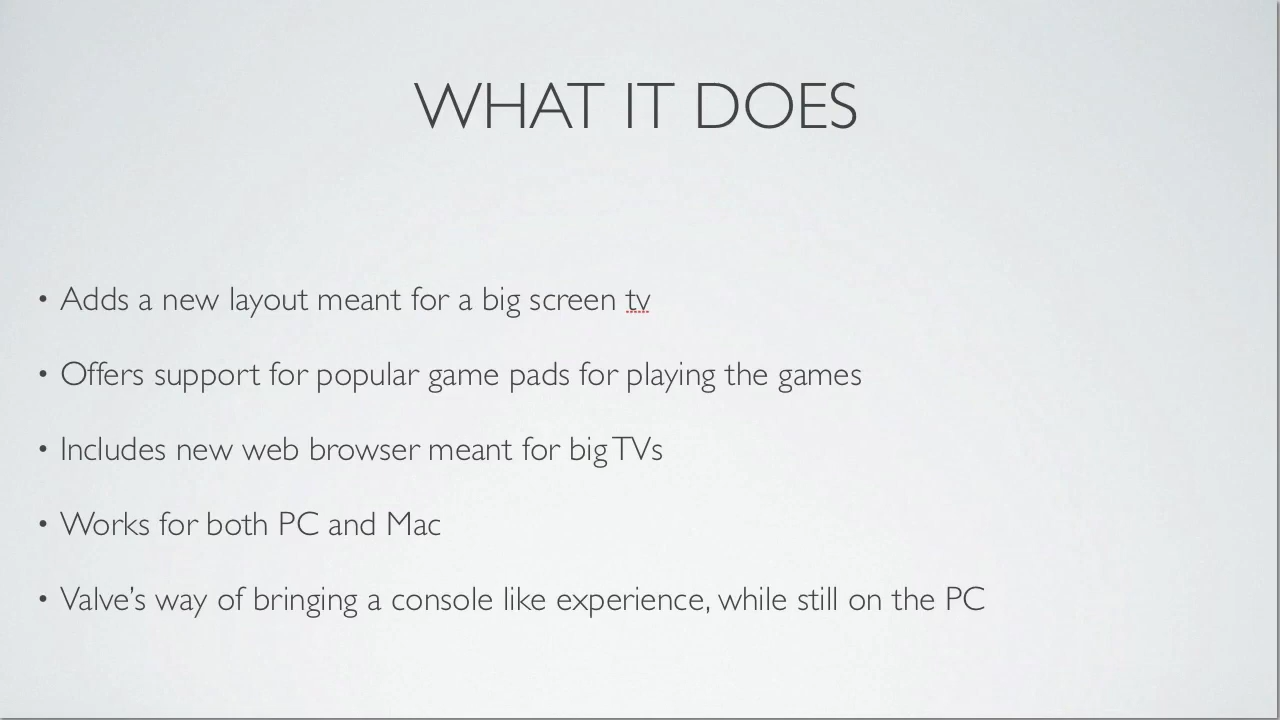 WHAT IT DOES
• Adds a new layout meant for a big screen tv
• Offers support for popular game pads for playing the games
• Includes new web browser meant for big TVs
• Works for both PC and Mac
• Valve's way of bringing a console like experience, while still on the PC